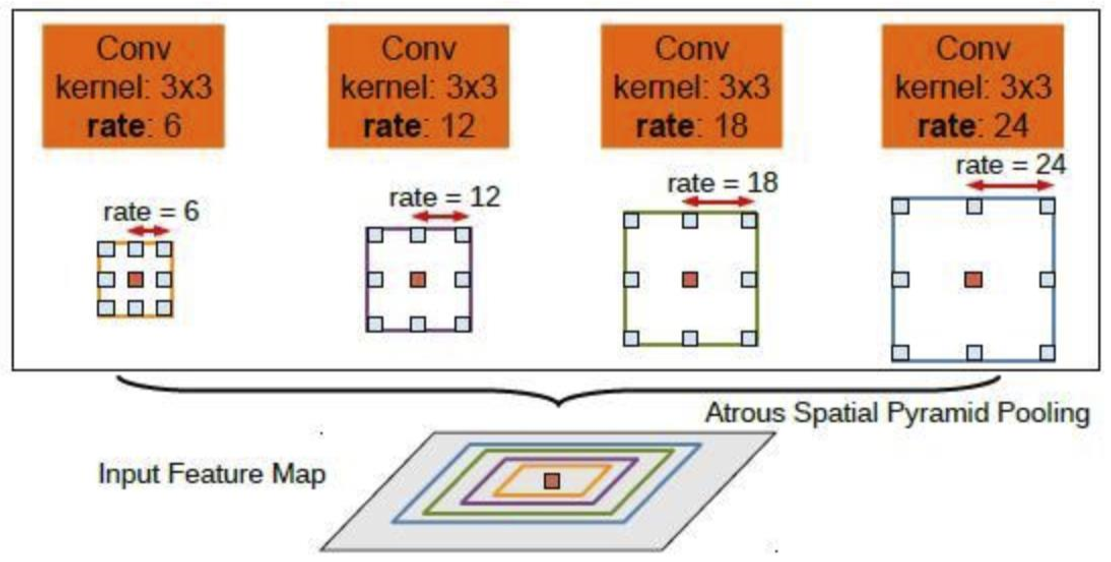 Conv
kernel: 3x3
rate: 6
Conv
kernel: 3x3
rate: 12
Conv
kernel: 3x3
rate: 18
Conv
kernel: 3x3
rate: 24
rate = 6
rate = 12
rate = 18
rate = 24
Atrous Spatial Pyramid Pooling
Input Feature Map